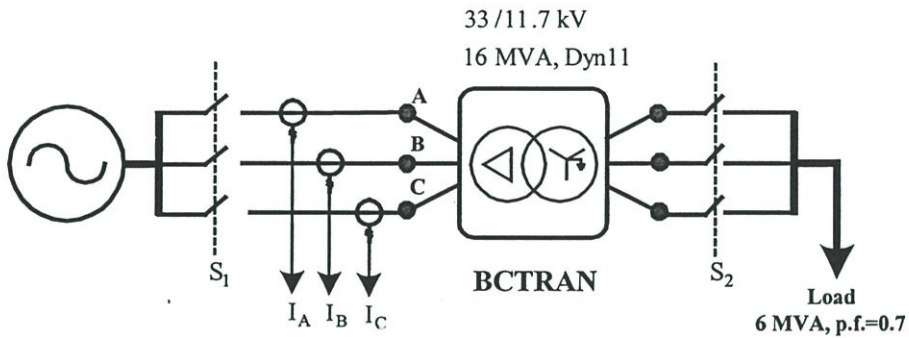 33/11.7 kV
16 MVA, Dyn11
A
B
C
S1
IA IB IC
BCTRAN
S2
Load
6 MVA, p.f.=0.7